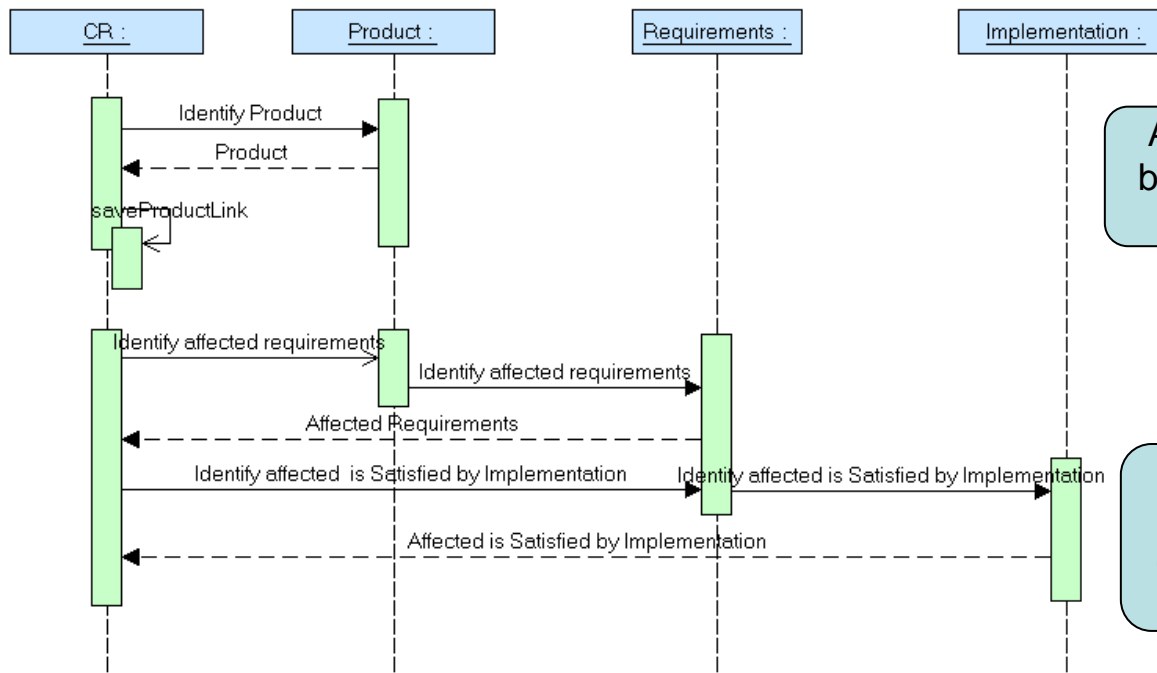 CR :
Product :
Requirements :
Implementation :
Identify Product
A
b
Product
saveProductLink
Identify affected requirements
Identify affected requirements
Affected Requirements
Identify affected is Satisfied by Implementation
Identify affected is Satisfied by Implementation
Affected is Satisfied by Implementation